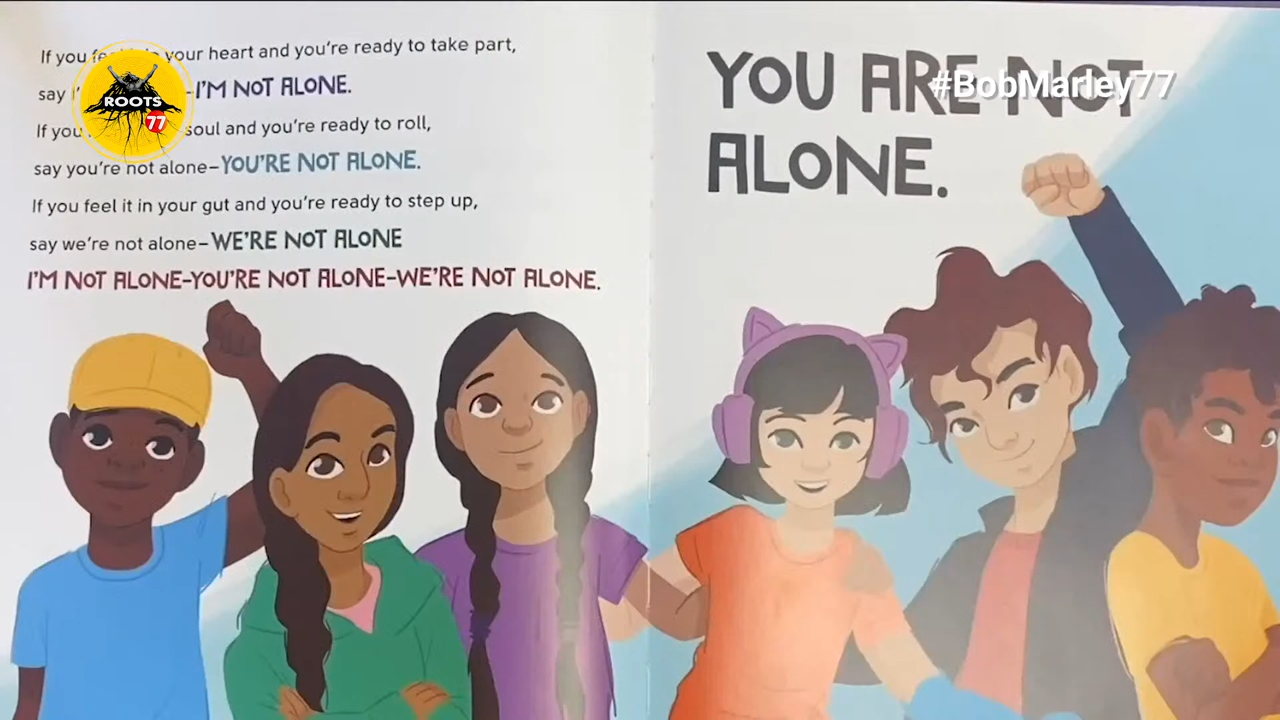 If you in your heart and you're ready to take part,
say –I'M NOT ALONE.
If you soul and you're ready to roll,
say you're not alone–YOU'RE NOT ALONE.
If you feel it in your gut and you're ready to step up,
say we're not alone–WE'RE NOT ALONE
I'M NOT ALONE–YOU'RE NOT ALONE–WE'RE NOT ALONE.
ROOTS
77
YOU ARE NOT
ALONE.
#BobMarley77